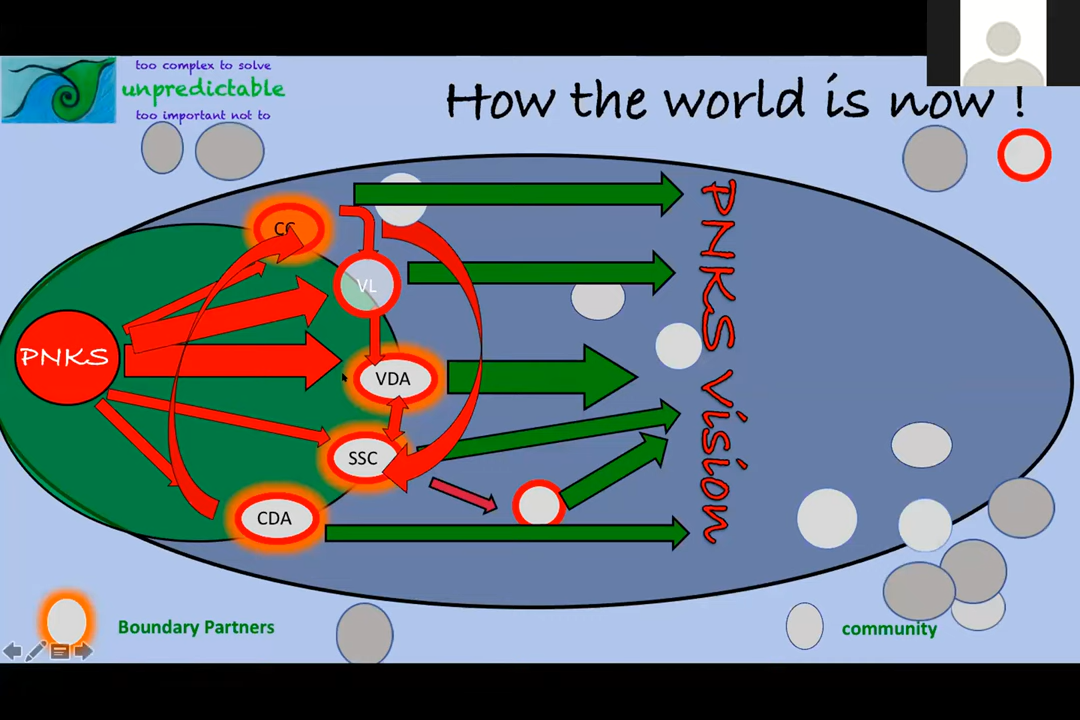 too complex to solve
unpredictable
too important not to
How the world is now !
CC
VL
PNKS
VDA
SSC
CDA
PNKS Vision
Boundary Partners
community